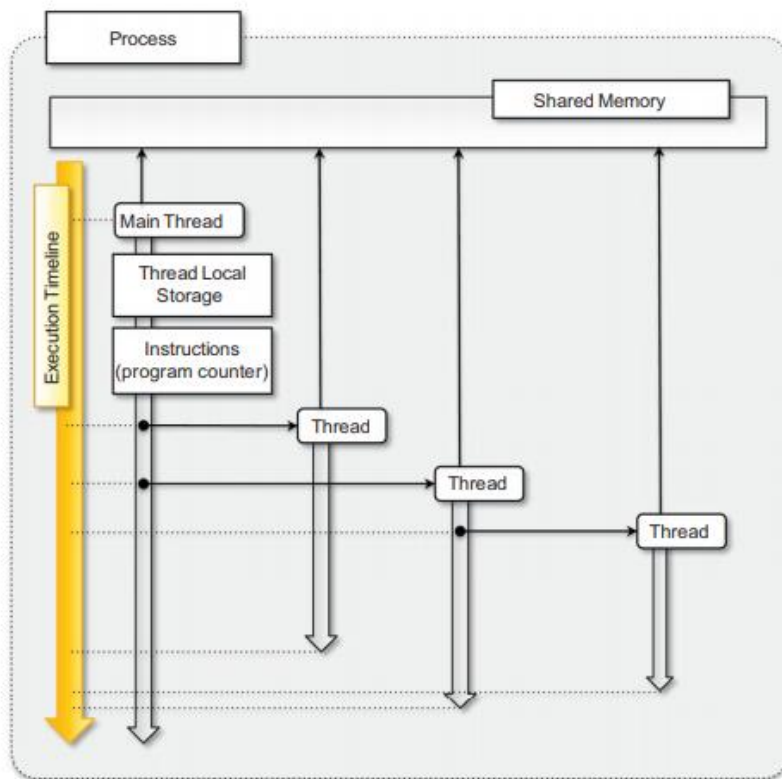 Process
Shared Memory
Execution Timeline
Main Thread
Thread Local
Storage
Instructions
(program counter)
Thread
Thread
Thread